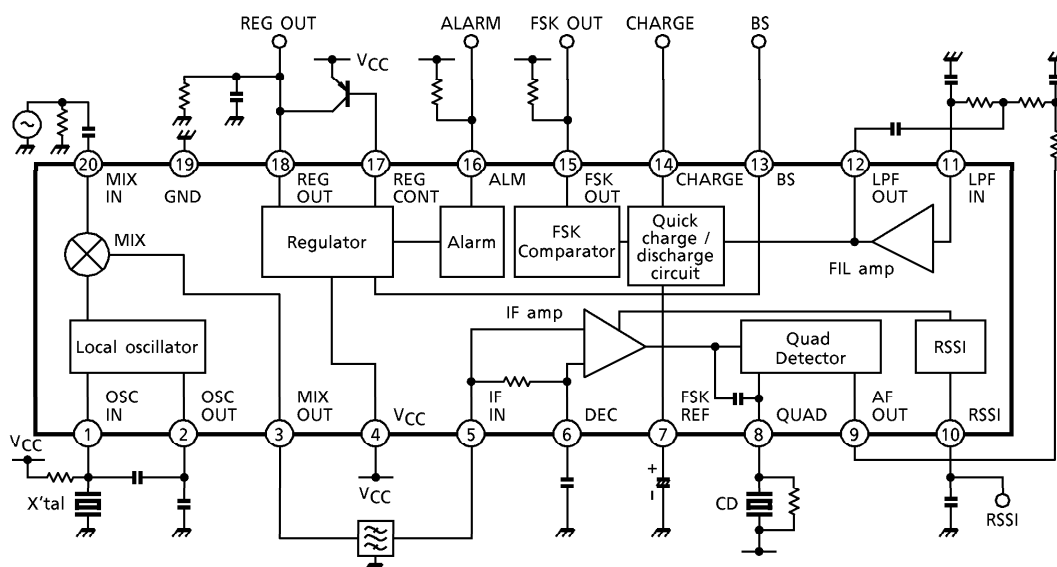 REG OUT ALARM FSK OUT CHARGE BS
VCC
20 19 18 17 16 15 14 13 12 11
MIX IN GND REG OUT REG CONT ALM FSK OUT CHARGE BS LPF OUT LPF IN
MIX
Regulator
Alarm
FSK
Comparator
Quick
charge /
discharge
circuit
FIL amp
IF amp
Local oscillator
Quad
Detector
RSSI
OSC IN OSC OUT MIX OUT VCC IF IN DEC FSK REF QUAD AF OUT RSSI
1 2 3 4 5 6 7 8 9 10
VCC
X'tal
VCC
+
-
CD
RSSI